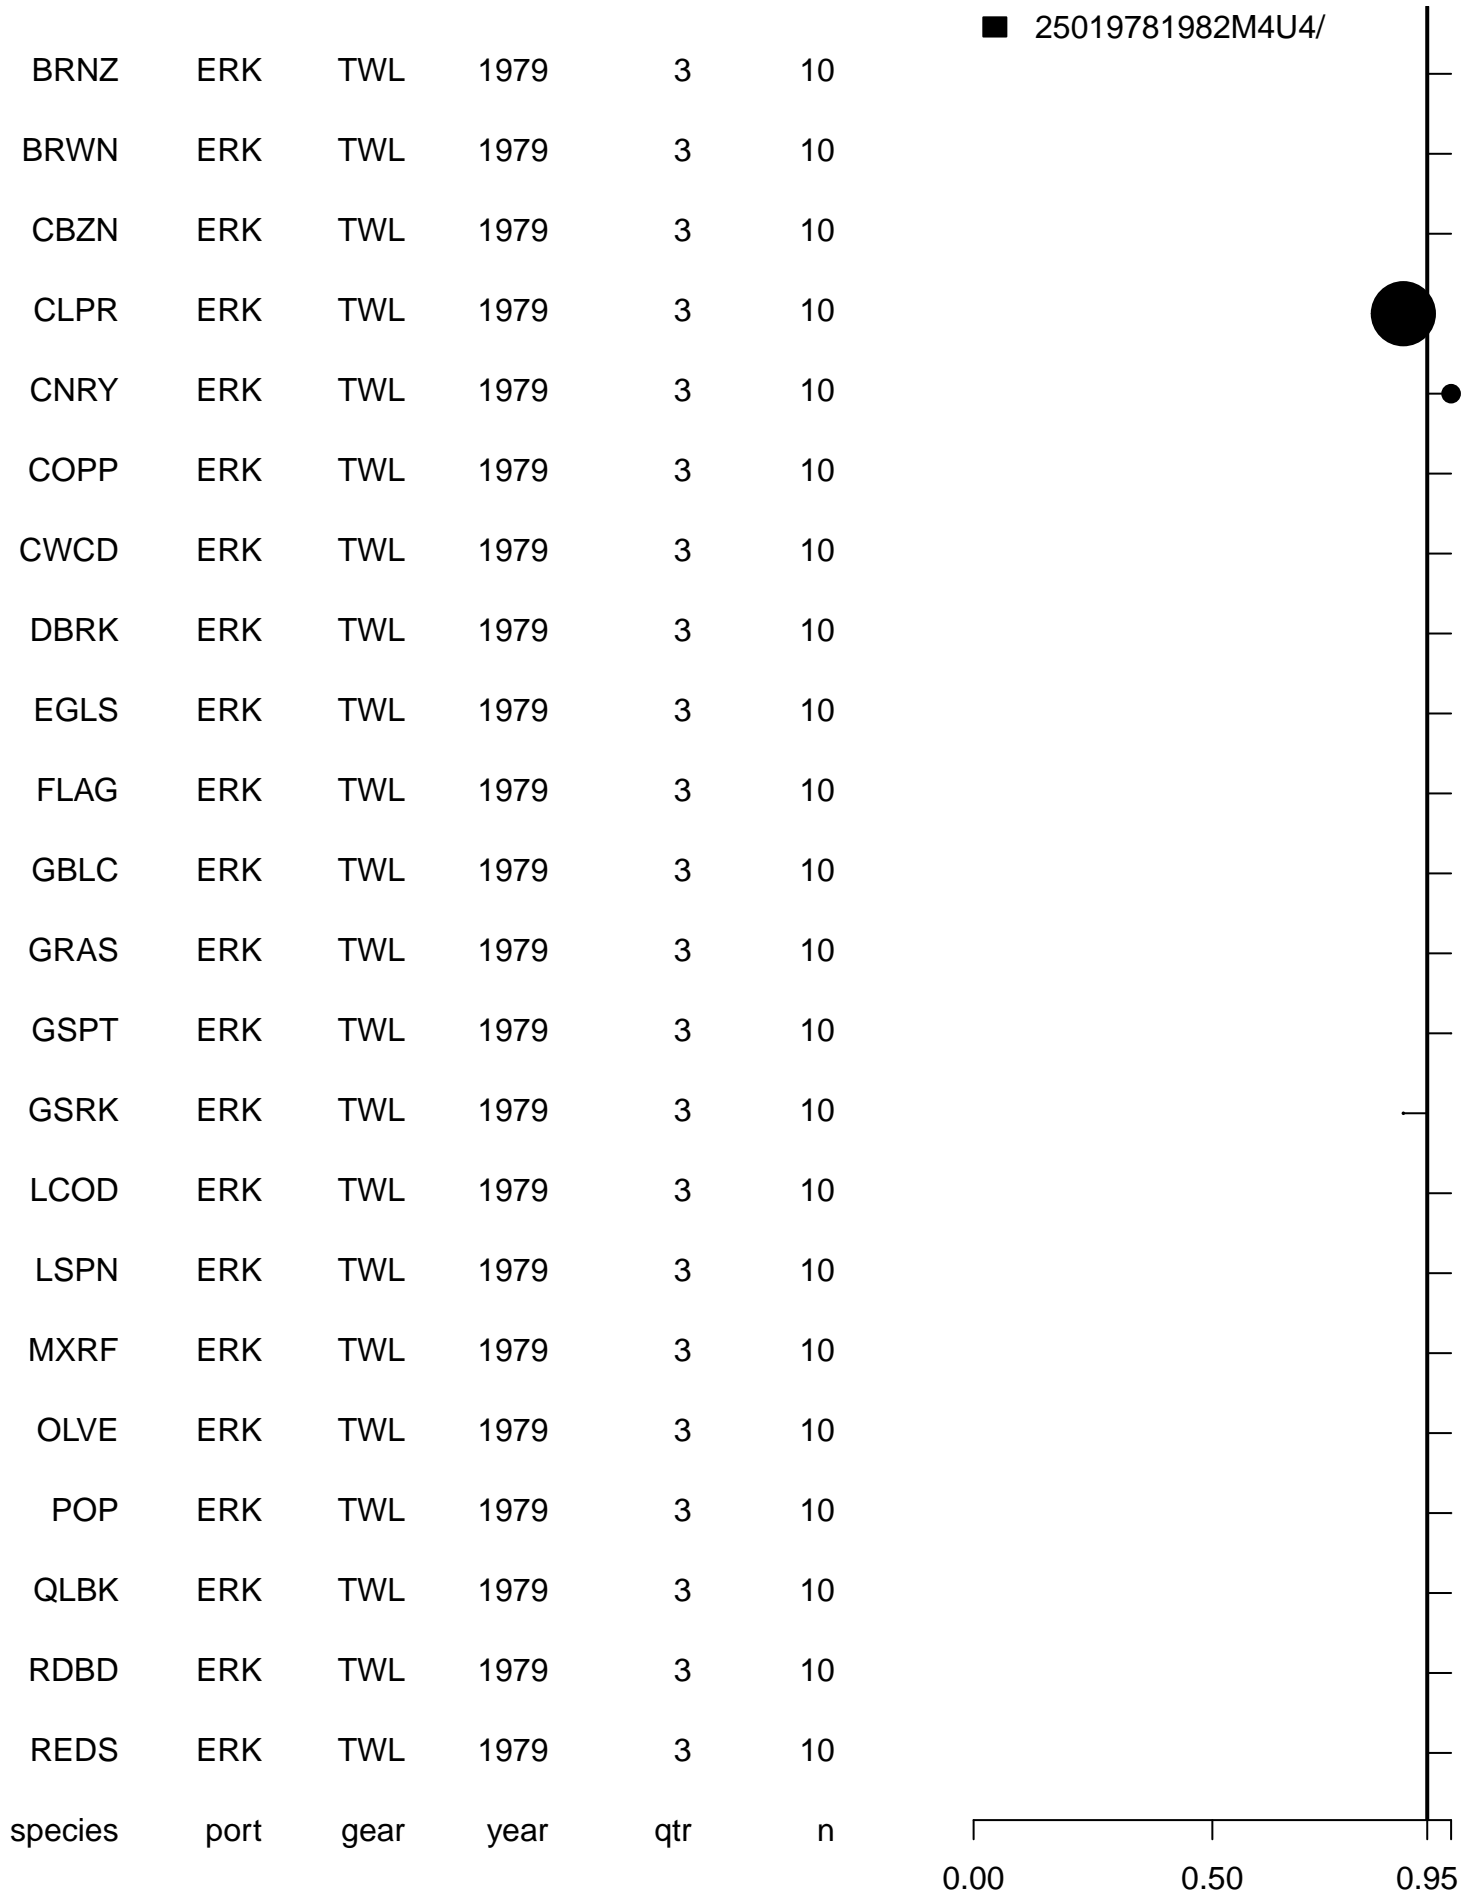 25019781982M4U4/
BRNZ ERK TWL 1979 3 10
BRWN ERK TWL 1979 3 10
CBZN ERK TWL 1979 3 10
CLPR ERK TWL 1979 3 10
CNRY ERK TWL 1979 3 10
COPP ERK TWL 1979 3 10
CWCD ERK TWL 1979 3 10
DBRK ERK TWL 1979 3 10
EGLS ERK TWL 1979 3 10
FLAG ERK TWL 1979 3 10
GBLC ERK TWL 1979 3 10
GRAS ERK TWL 1979 3 10
GSPT ERK TWL 1979 3 10
GSRK ERK TWL 1979 3 10
LCOD ERK TWL 1979 3 10
LSPN ERK TWL 1979 3 10
MXRF ERK TWL 1979 3 10
OLVE ERK TWL 1979 3 10
POP ERK TWL 1979 3 10
QLBK ERK TWL 1979 3 10
RDBD ERK TWL 1979 3 10
REDS ERK TWL 1979 3 10
species port gear year qtr n
0.00 0.50 0.95